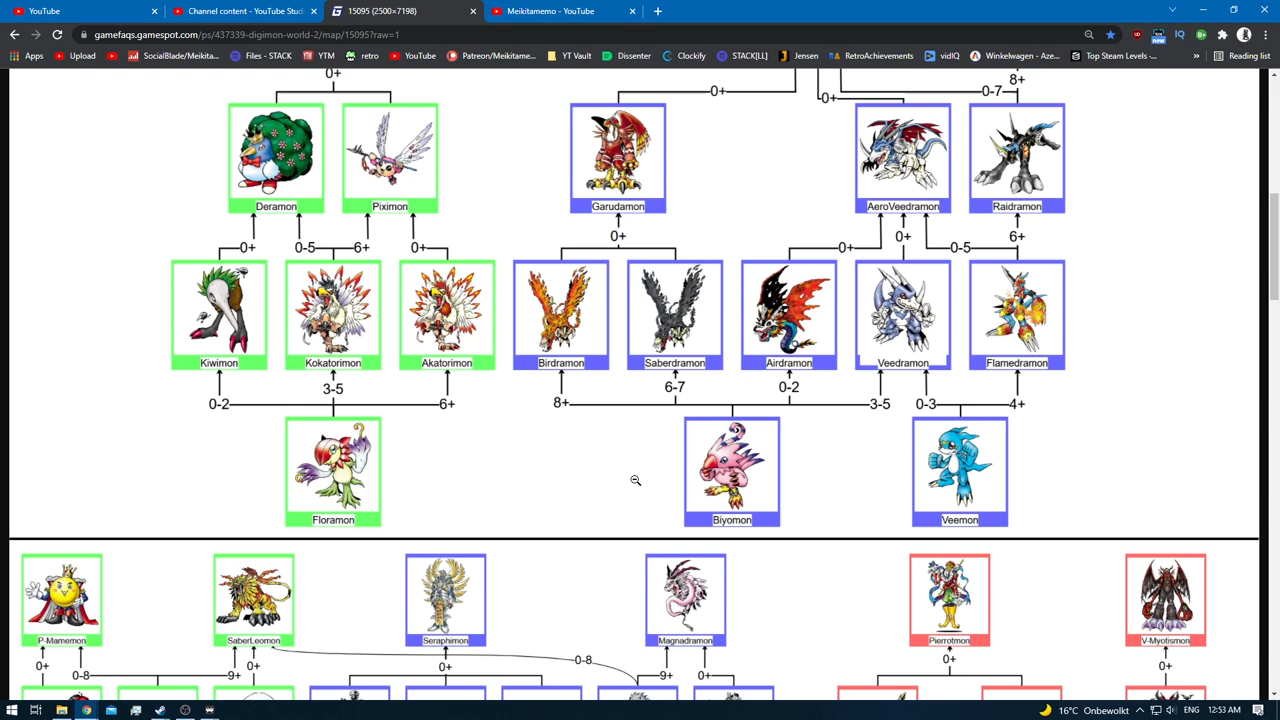 YouTube
Channel content - YouTube Studi
15095 (2500×7198)
Meikitamemo - YouTube
gamefaqs.gamespot.com/ps/437339-digimon-world-2/map/15095?raw=1
Apps
Upload
SocialBlade/Meikita...
Files - STACK
YTM
retro
YouTube
Patreon/Meikitame...
YT Vault
Dissenter
Clockify
STACK[LL]
Jensen
RetroAchievements
vidIQ
Winkelwagen - Aze...
Top Steam Levels -...
Reading list
0+
8+
0+
0+
0-7
Deramon
Piximon
Garudamon
AeroVeedramon
Raidramon
0+
0-5
6+
0+
0+
0+
0+
0-5
6+
Kiwimon
Kokatorimon
Akatorimon
Birdramon
Saberdramon
Airdramon
Veedramon
Flamedramon
0-2
3-5
6+
8+
6-7
0-2
3-5
0-3
4+
Floramon
Biyomon
Veemon
P-Mamemon
SaberLeomon
Seraphimon
Magnadramon
Pierrotmon
V-Myotismon
0+
0-8
9+
0+
0+
0-8
9+
0+
0+
0+
16°C Onbewolkt
ENG
12:53 AM